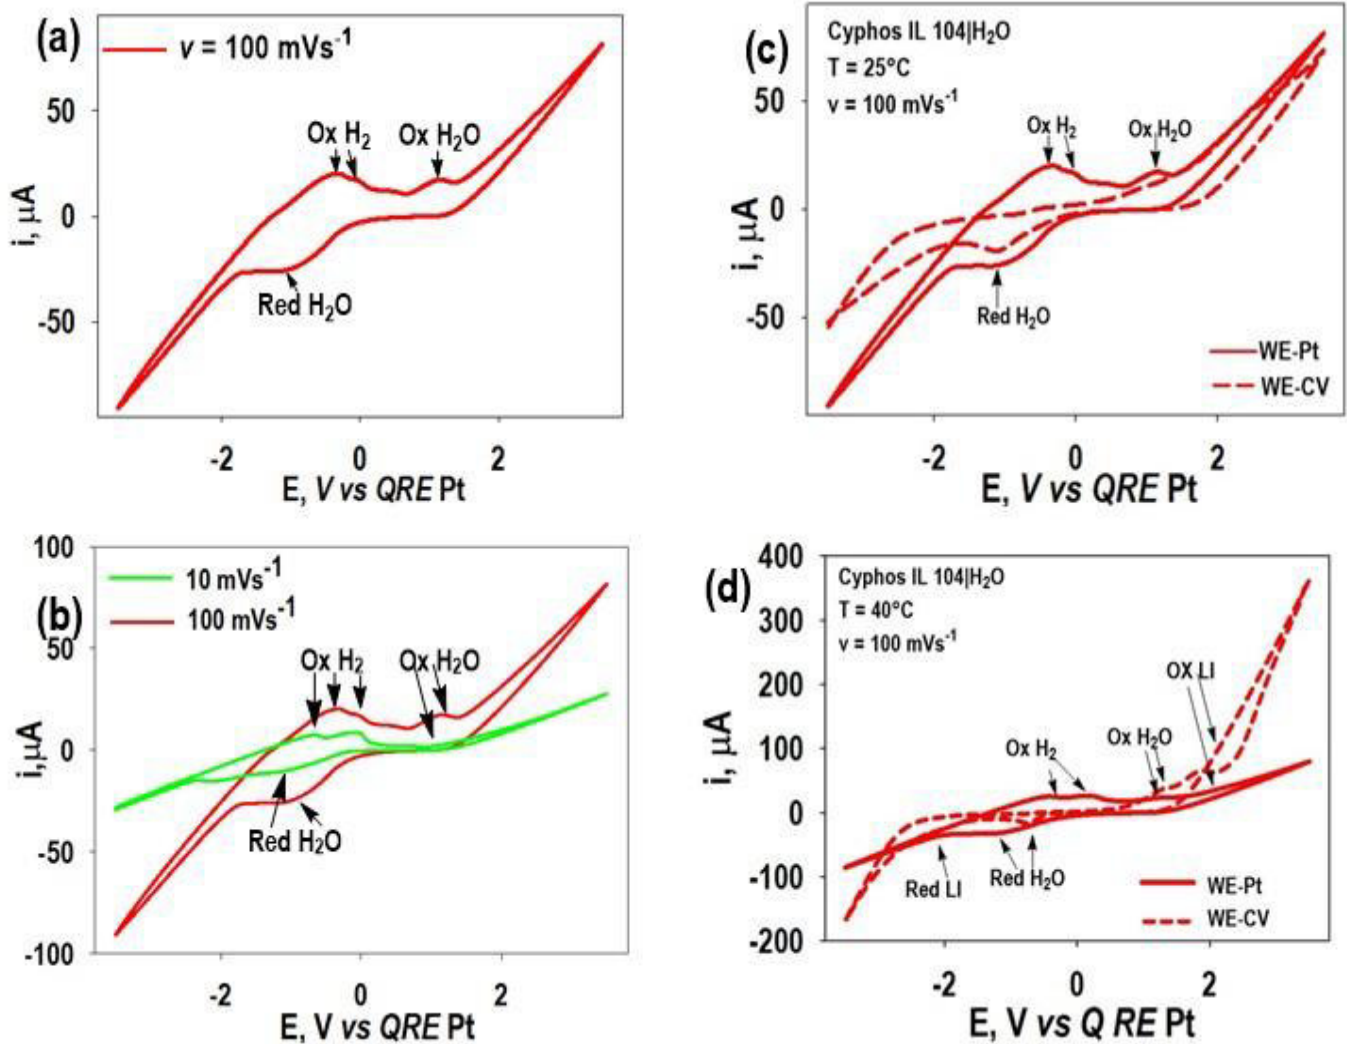 (a)
v = 100 mVs-1
Ox H2
Ox H2O
Red H2O
50
0
-50
i, µA
-2
0
2
E, V vs QRE Pt
(c)
Cyphos IL 104|H2O
T = 25°C
v = 100 mVs-1
Ox H2
Ox H2O
Red H2O
WE-Pt
WE-CV
50
0
-50
i, µA
-2
0
2
E, V vs QRE Pt
(b)
10 mVs-1
100 mVs-1
Ox H2
Ox H2O
Red H2O
100
50
0
-50
-100
i,µA
-2
0
2
E, V vs QRE Pt
(d)
Cyphos IL 104|H2O
T = 40°C
v = 100 mVs-1
OX LI
Ox H2
Ox H2O
Red LI
Red H2O
WE-Pt
WE-CV
400
300
200
100
0
-100
-200
i, µA
-2
0
2
E, V vs Q RE Pt